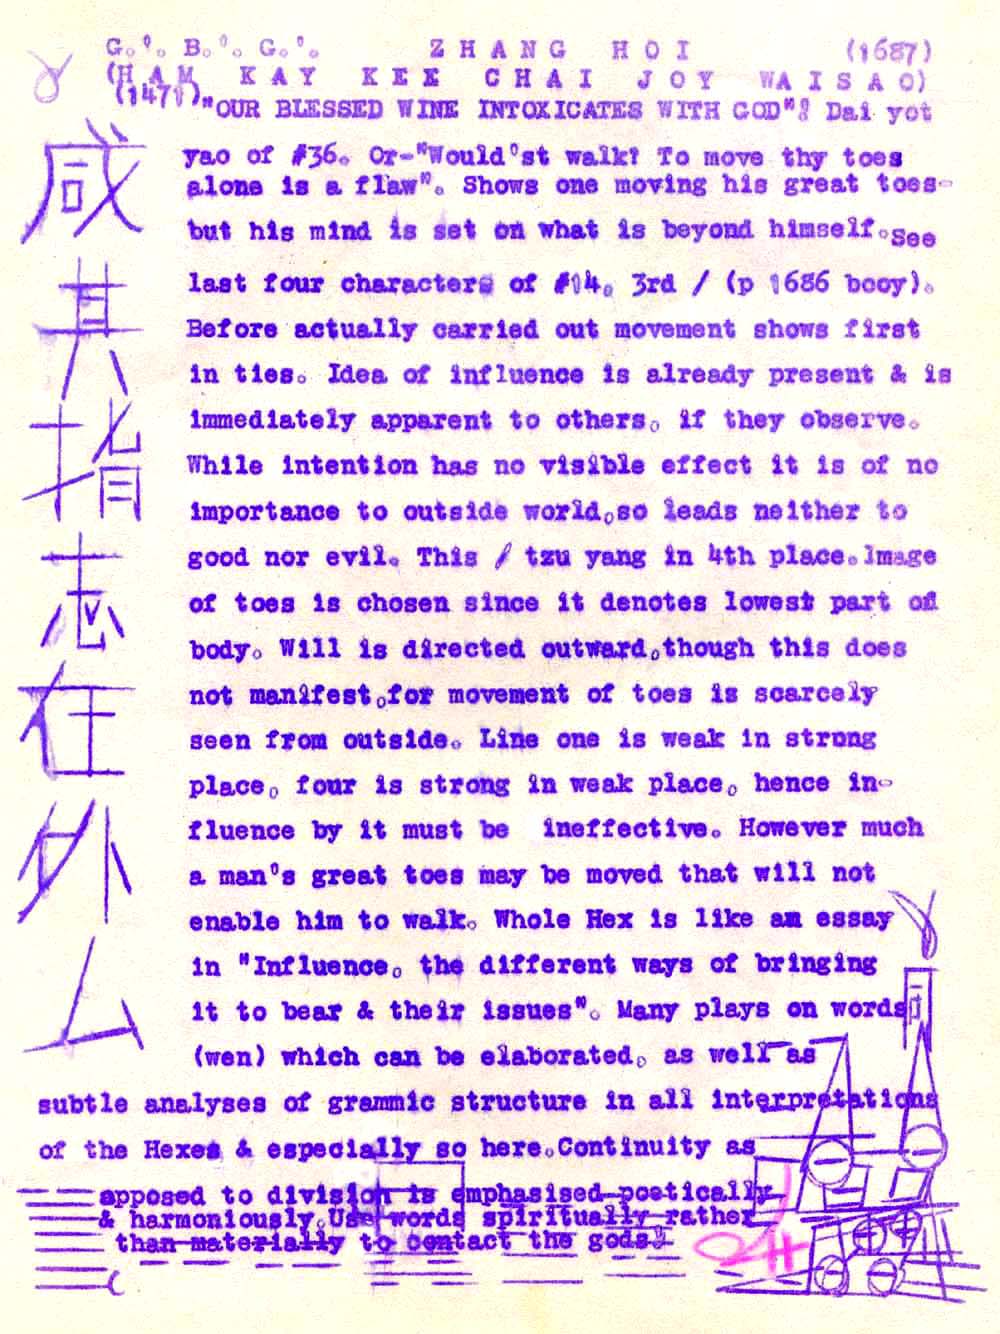 G.'. B.'. G.'. ZHANG HOI (1687)
(HAM KAY KEE CHAI JOY WAISAO)
(1471) "OUR BLESSED WINE INTOXICATES WITH GOD"! Dai yot
yao of #36. Or-"Would'st walk? To move thy toes
alone is a flaw". Shows one moving his great toes-
but his mind is set on what is beyond himself. See
last four characters of #14. 3rd / (p 1686 booy).
Before actually carried out movement shows first
in ties. Idea of influence is already present & is
immediately apparent to others. if they observe.
While intention has no visible effect it is of no
importance to outside world.so leads neither to
good nor evil. This / tzu yang in 4th place.Image
of toes is chosen since it denotes lowest part of
body. Will is directed outward.though this does
not manifest.for movement of toes is scarcely
seen from outside. Line one is weak in strong
place. four is strong in weak place. hence in-
fluence by it must be ineffective. However much
a man's great toes may be moved that will not
enable him to walk. Whole Hex is like an essay
in "Influence. the different ways of bringing
it to bear & their issues". Many plays on words
(wen) which can be elaborated. as well as
subtle analyses of grammic structure in all interpretations
of the Hexes & especially so here.Continuity as
apposed to division is emphasised poetically
& harmoniously.Use words spiritually rather
than materially to contact the gods!
咸
其
拇
志
在
外
厶